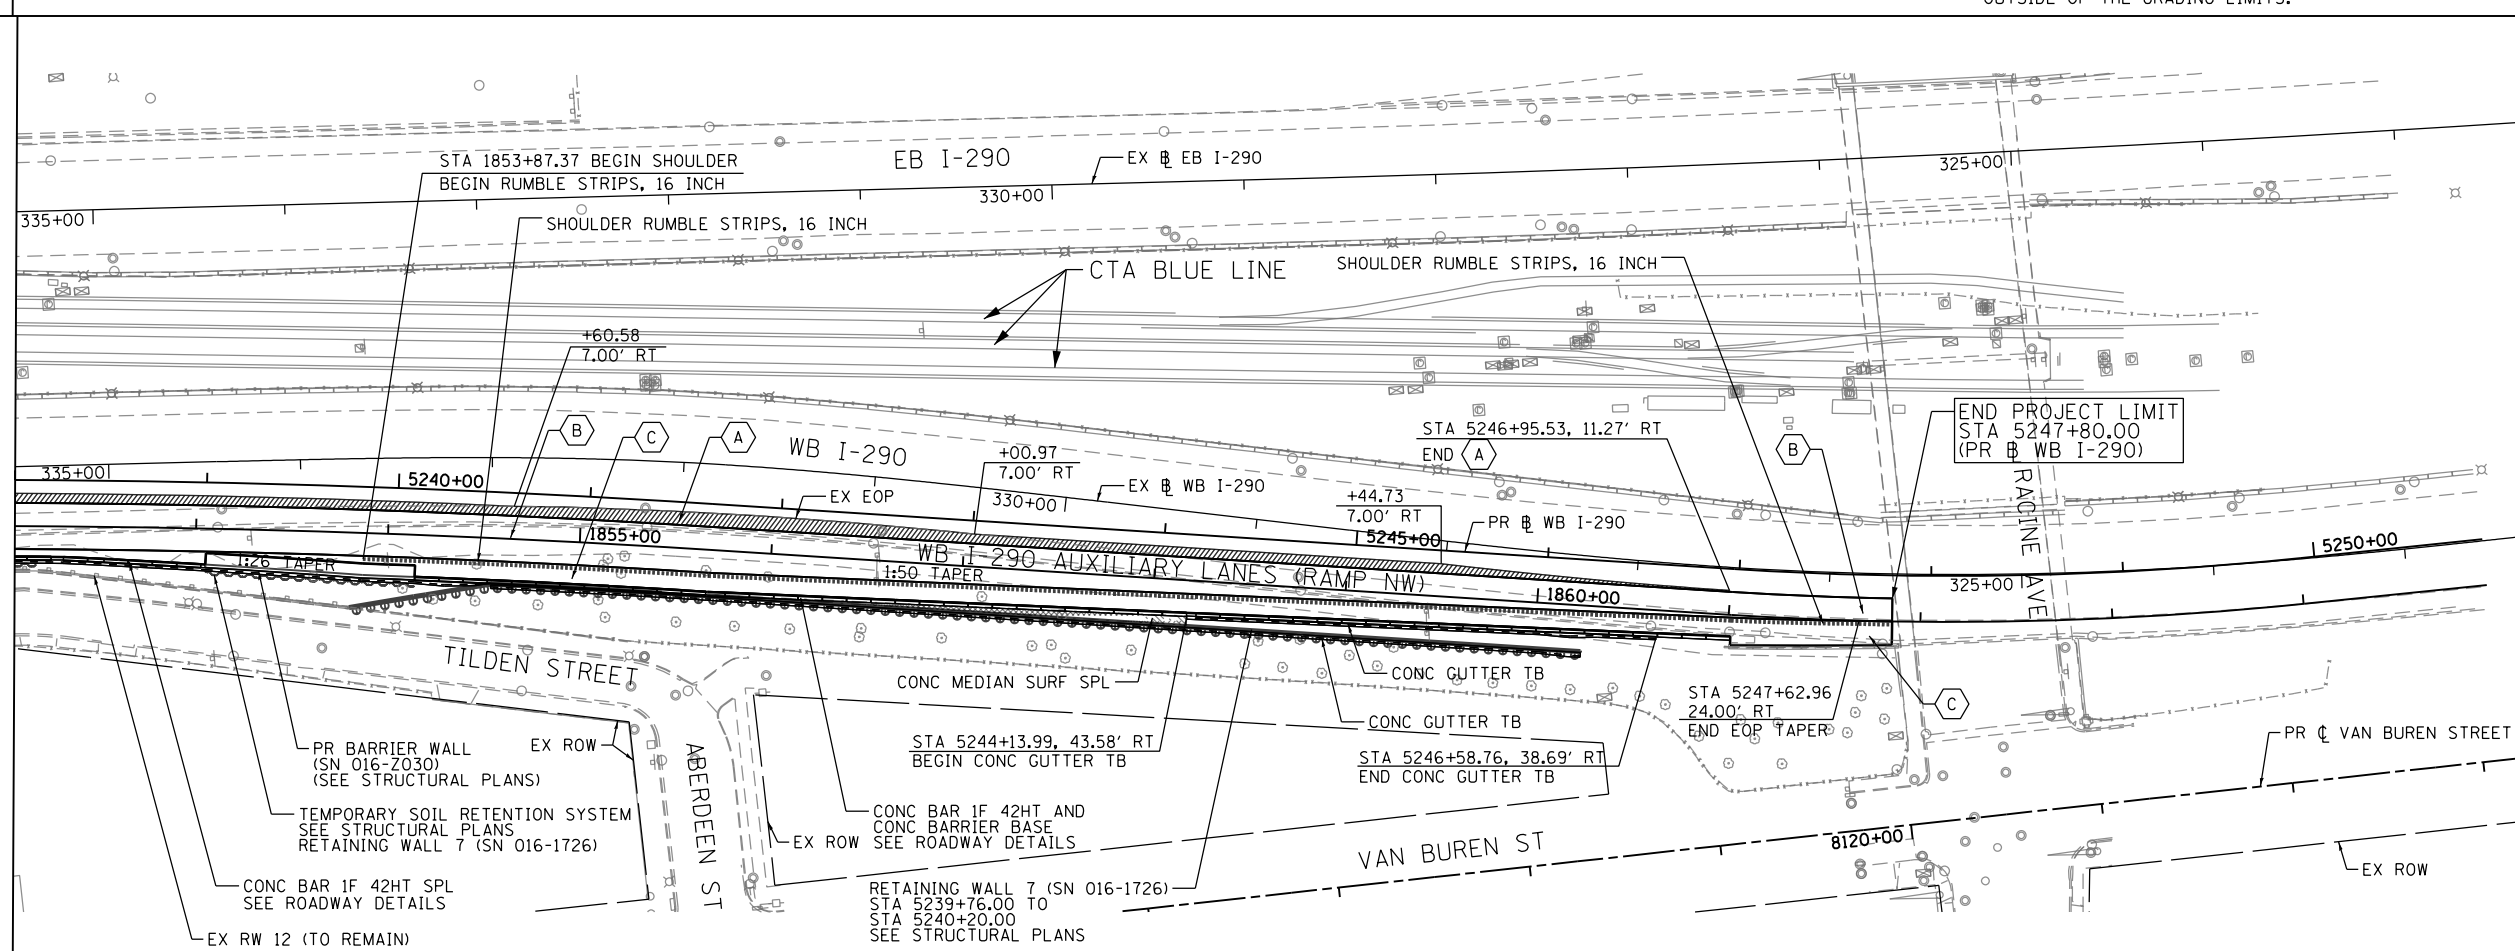 OUTSIDE OF THE GRADING LIMITS.
STA 1853+87.37 BEGIN SHOULDER
BEGIN RUMBLE STRIPS, 16 INCH
EB I-290
EX ℄ EB I-290
325+00
330+00
335+00
SHOULDER RUMBLE STRIPS, 16 INCH
CTA BLUE LINE
SHOULDER RUMBLE STRIPS, 16 INCH
+60.58
7.00' RT
END PROJECT LIMIT
STA 5247+80.00
(PR ℄ WB I-290)
B
C
A
WB I-290
STA 5246+95.53, 11.27' RT
END A
B
+00.97
7.00' RT
335+00
5240+00
EX EOP
330+00
EX ℄ WB I-290
+44.73
7.00' RT
PR ℄ WB I-290
RACINE AVE
1855+00
5245+00
5250+00
1:26 TAPER
WB I-290 AUXILIARY LANES (RAMP NW)
1:50 TAPER
1860+00
325+00
TILDEN STREET
CONC MEDIAN SURF SPL
CONC GUTTER TB
STA 5247+62.96
24.00' RT
END EOP TAPER
C
CONC GUTTER TB
PR BARRIER WALL
(SN 016-Z030)
(SEE STRUCTURAL PLANS)
EX ROW
ABERDEEN ST
STA 5244+13.99, 43.58' RT
BEGIN CONC GUTTER TB
STA 5246+58.76, 38.69' RT
END CONC GUTTER TB
PR ℄ VAN BUREN STREET
TEMPORARY SOIL RETENTION SYSTEM
SEE STRUCTURAL PLANS
RETAINING WALL 7 (SN 016-1726)
CONC BAR 1F 42HT AND
CONC BARRIER BASE
SEE ROADWAY DETAILS
EX ROW
VAN BUREN ST
8120+00
EX ROW
CONC BAR 1F 42HT SPL
SEE ROADWAY DETAILS
RETAINING WALL 7 (SN 016-1726)
STA 5239+76.00 TO
STA 5240+20.00
SEE STRUCTURAL PLANS
EX RW 12 (TO REMAIN)